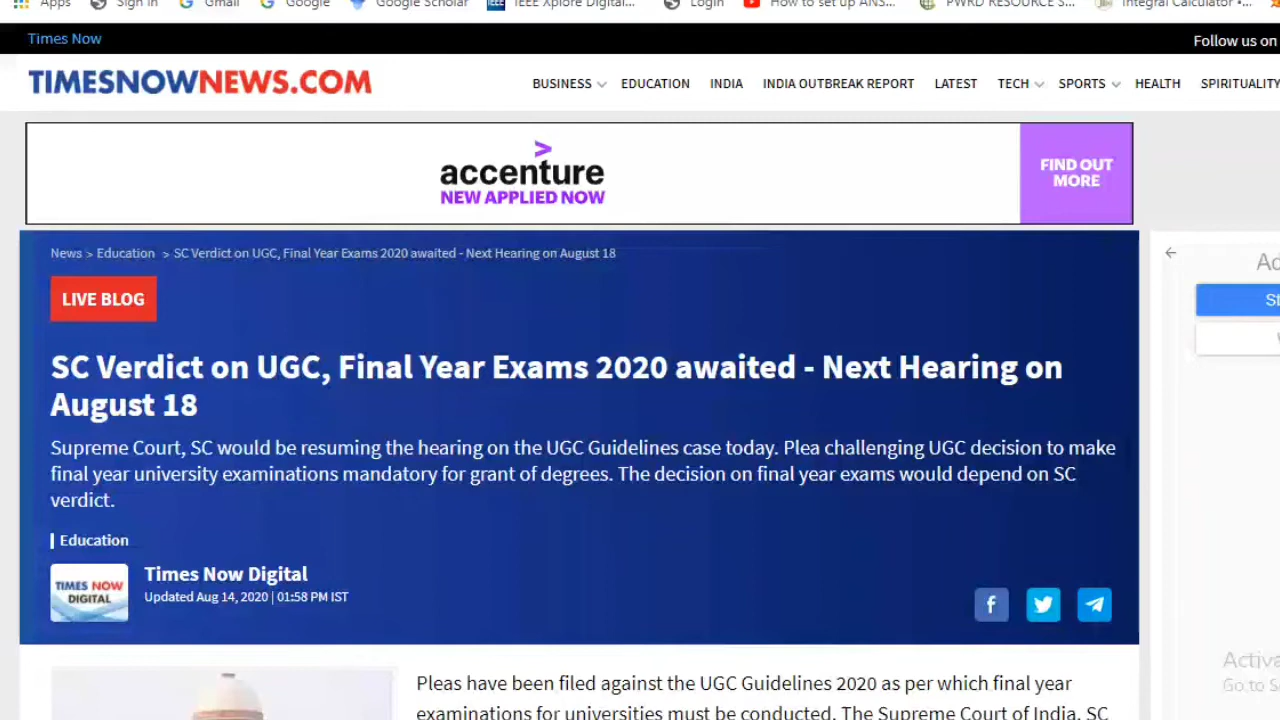 Apps Sign in Gmail Google Google Scholar IEEE Xplore Digital... Login How to set up ANS... PWRD RESOURCE S... Integral Calculator •...
Times Now
Follow us on
TIMESNOWNEWS.COM
BUSINESS EDUCATION INDIA INDIA OUTBREAK REPORT LATEST TECH SPORTS HEALTH SPIRITUALITY
>
accenture
NEW APPLIED NOW
FIND OUT
MORE
News > Education > SC Verdict on UGC, Final Year Exams 2020 awaited - Next Hearing on August 18
LIVE BLOG
SC Verdict on UGC, Final Year Exams 2020 awaited - Next Hearing on
August 18
Supreme Court, SC would be resuming the hearing on the UGC Guidelines case today. Plea challenging UGC decision to make
final year university examinations mandatory for grant of degrees. The decision on final year exams would depend on SC
verdict.
Education
TIMES NOW
DIGITAL
Times Now Digital
Updated Aug 14, 2020 | 01:58 PM IST
Pleas have been filed against the UGC Guidelines 2020 as per which final year
examinations for universities must be conducted. The Supreme Court of India, SC
Go to S